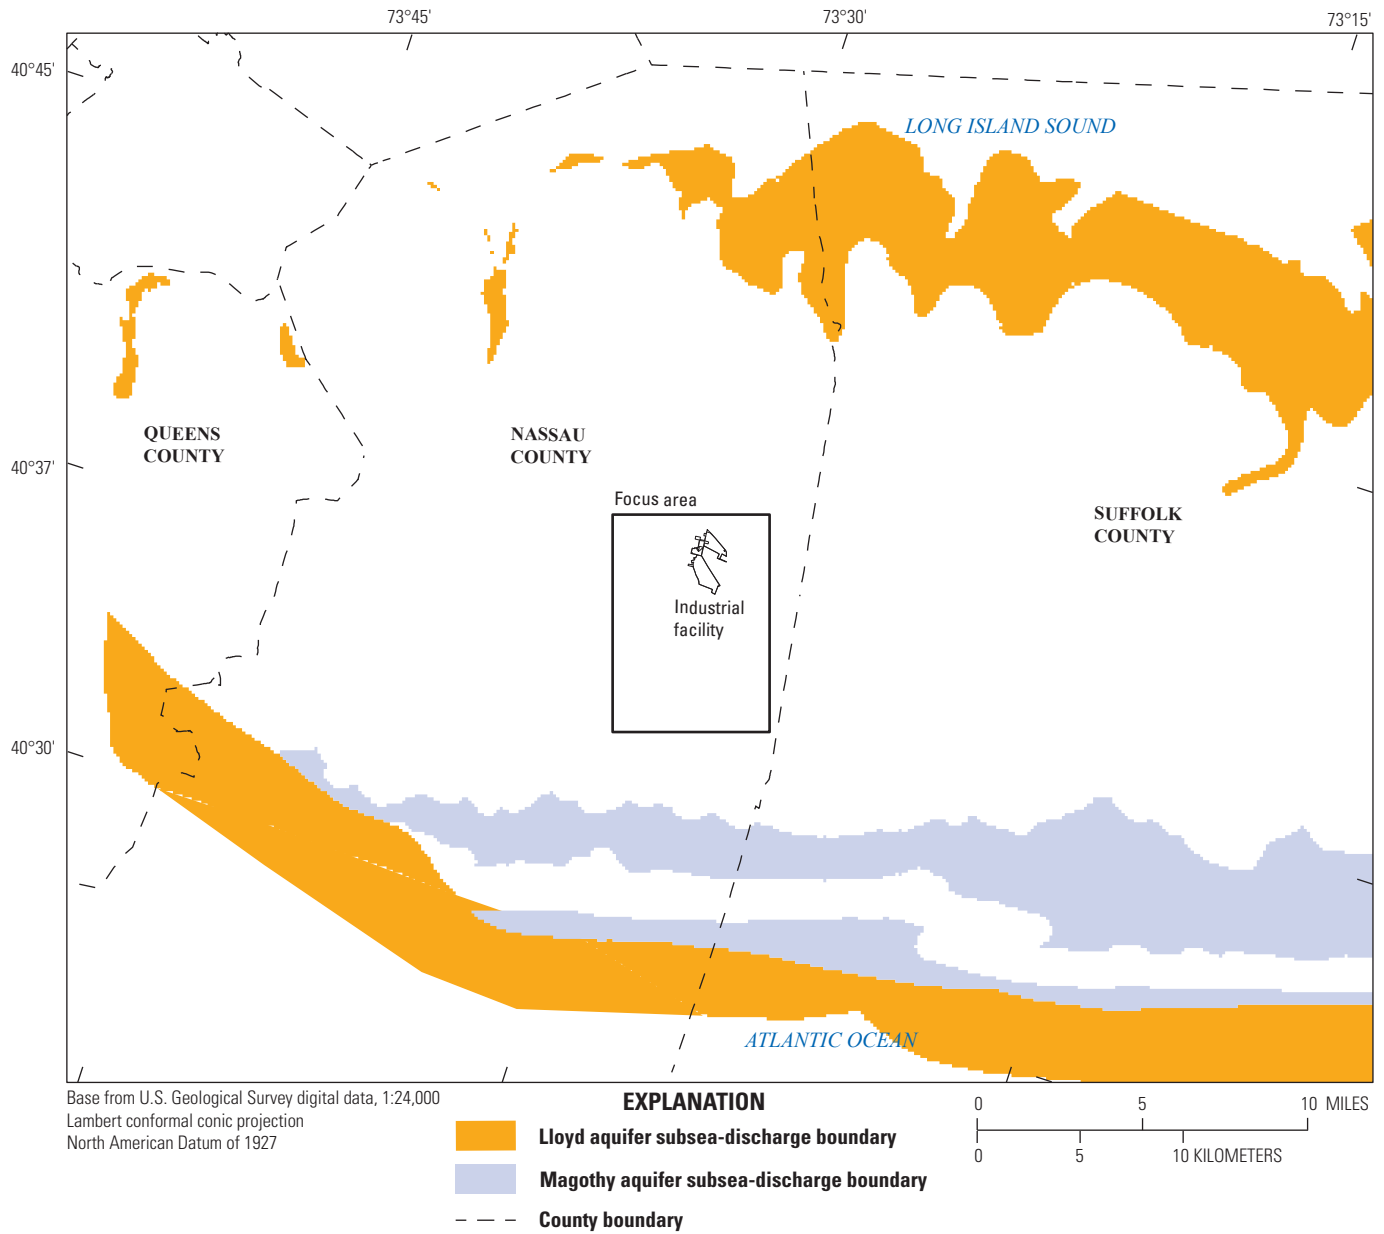 73°45'
73°30'
73°15'
40°45'
LONG ISLAND SOUND
QUEENS
COUNTY
NASSAU
COUNTY
40°37'
Focus area
SUFFOLK
COUNTY
Industrial
facility
40°30'
ATLANTIC OCEAN
Base from U.S. Geological Survey digital data, 1:24,000
Lambert conformal conic projection
North American Datum of 1927
EXPLANATION
Lloyd aquifer subsea-discharge boundary
Magothy aquifer subsea-discharge boundary
County boundary
0 5 10 MILES
0 5 10 KILOMETERS